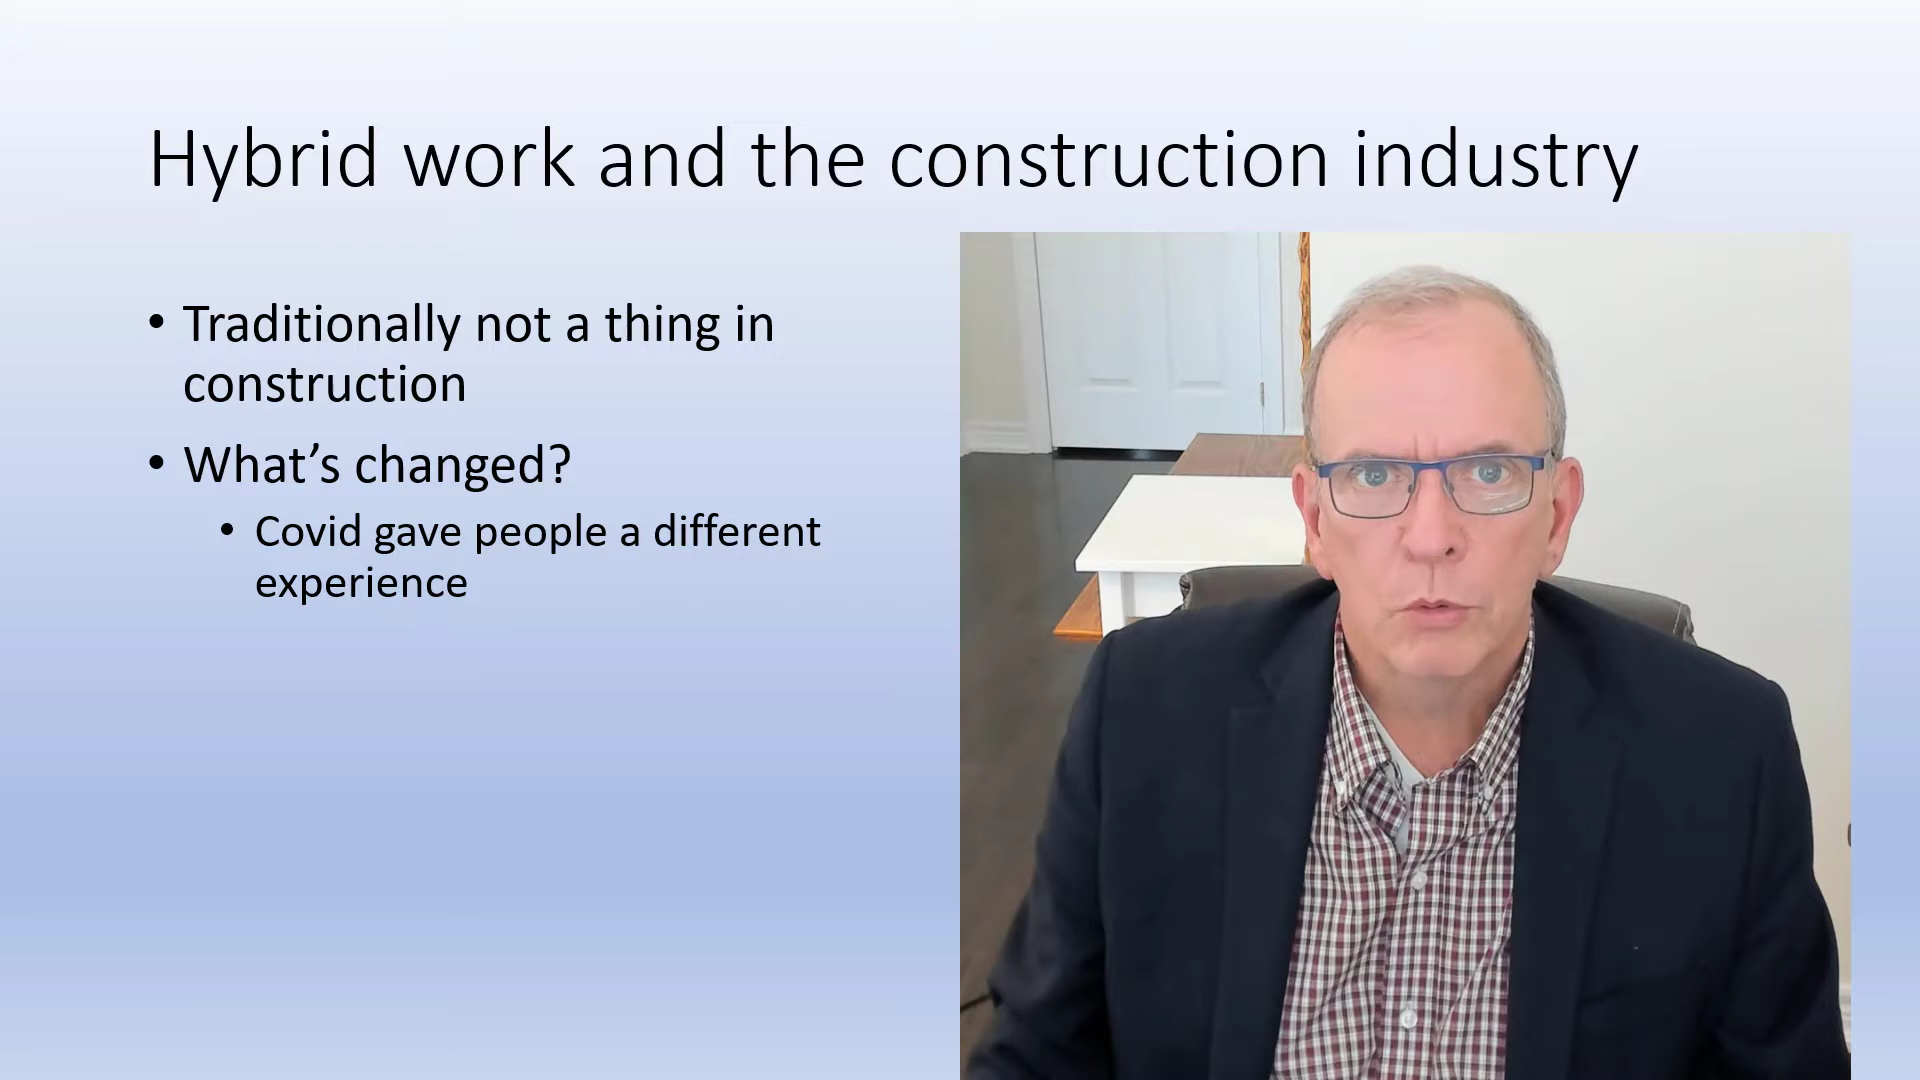 Hybrid work and the construction industry
• Traditionally not a thing in
construction
• What’s changed?
• Covid gave people a different
experience